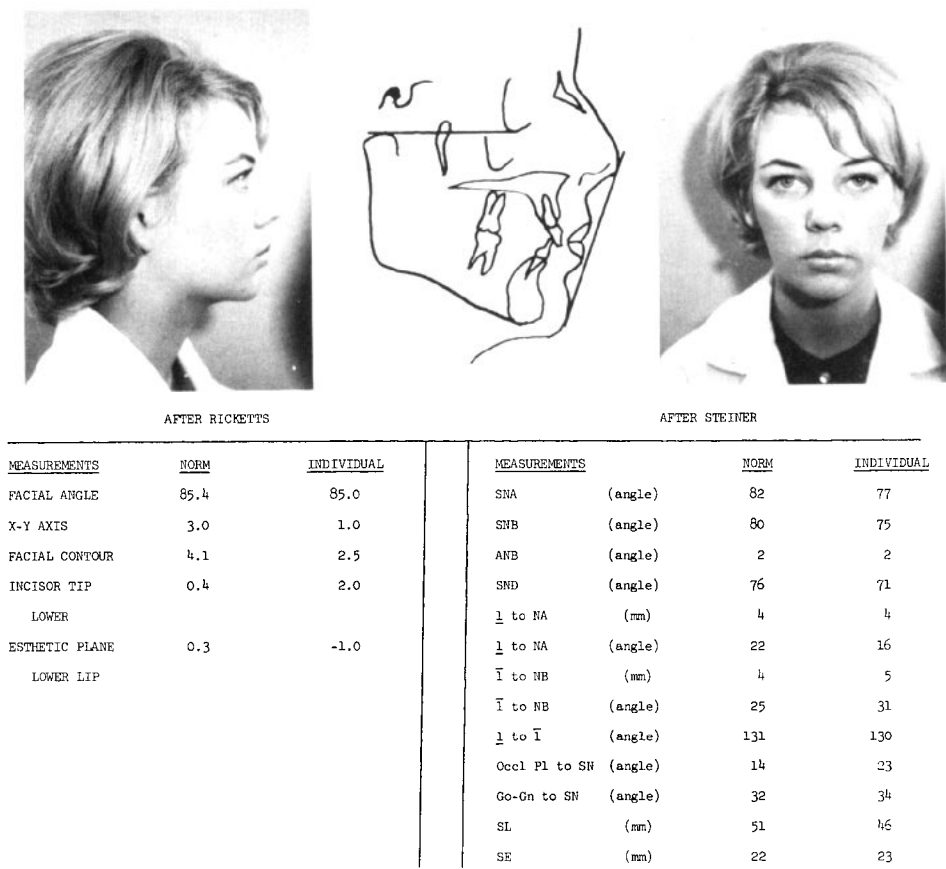 AFTER RICKETTS
MEASUREMENTS NORM INDIVIDUAL
FACIAL ANGLE 85.4 85.0
X-Y AXIS 3.0 1.0
FACIAL CONTOUR 4.1 2.5
INCISOR TIP 0.4 2.0
LOWER
ESTHETIC PLANE 0.3 -1.0
LOWER LIP
AFTER STEINER
MEASUREMENTS NORM INDIVIDUAL
SNA (angle) 82 77
SNB (angle) 80 75
ANB (angle) 2 2
SND (angle) 76 71
1̲ to NA (mm) 4 4
1̲ to NA (angle) 22 16
1̅ to NB (mm) 4 5
1̅ to NB (angle) 25 31
1̲ to 1̅ (angle) 131 130
Occl Pl to SN (angle) 14 23
Go-Gn to SN (angle) 32 34
SL (mm) 51 46
SE (mm) 22 23